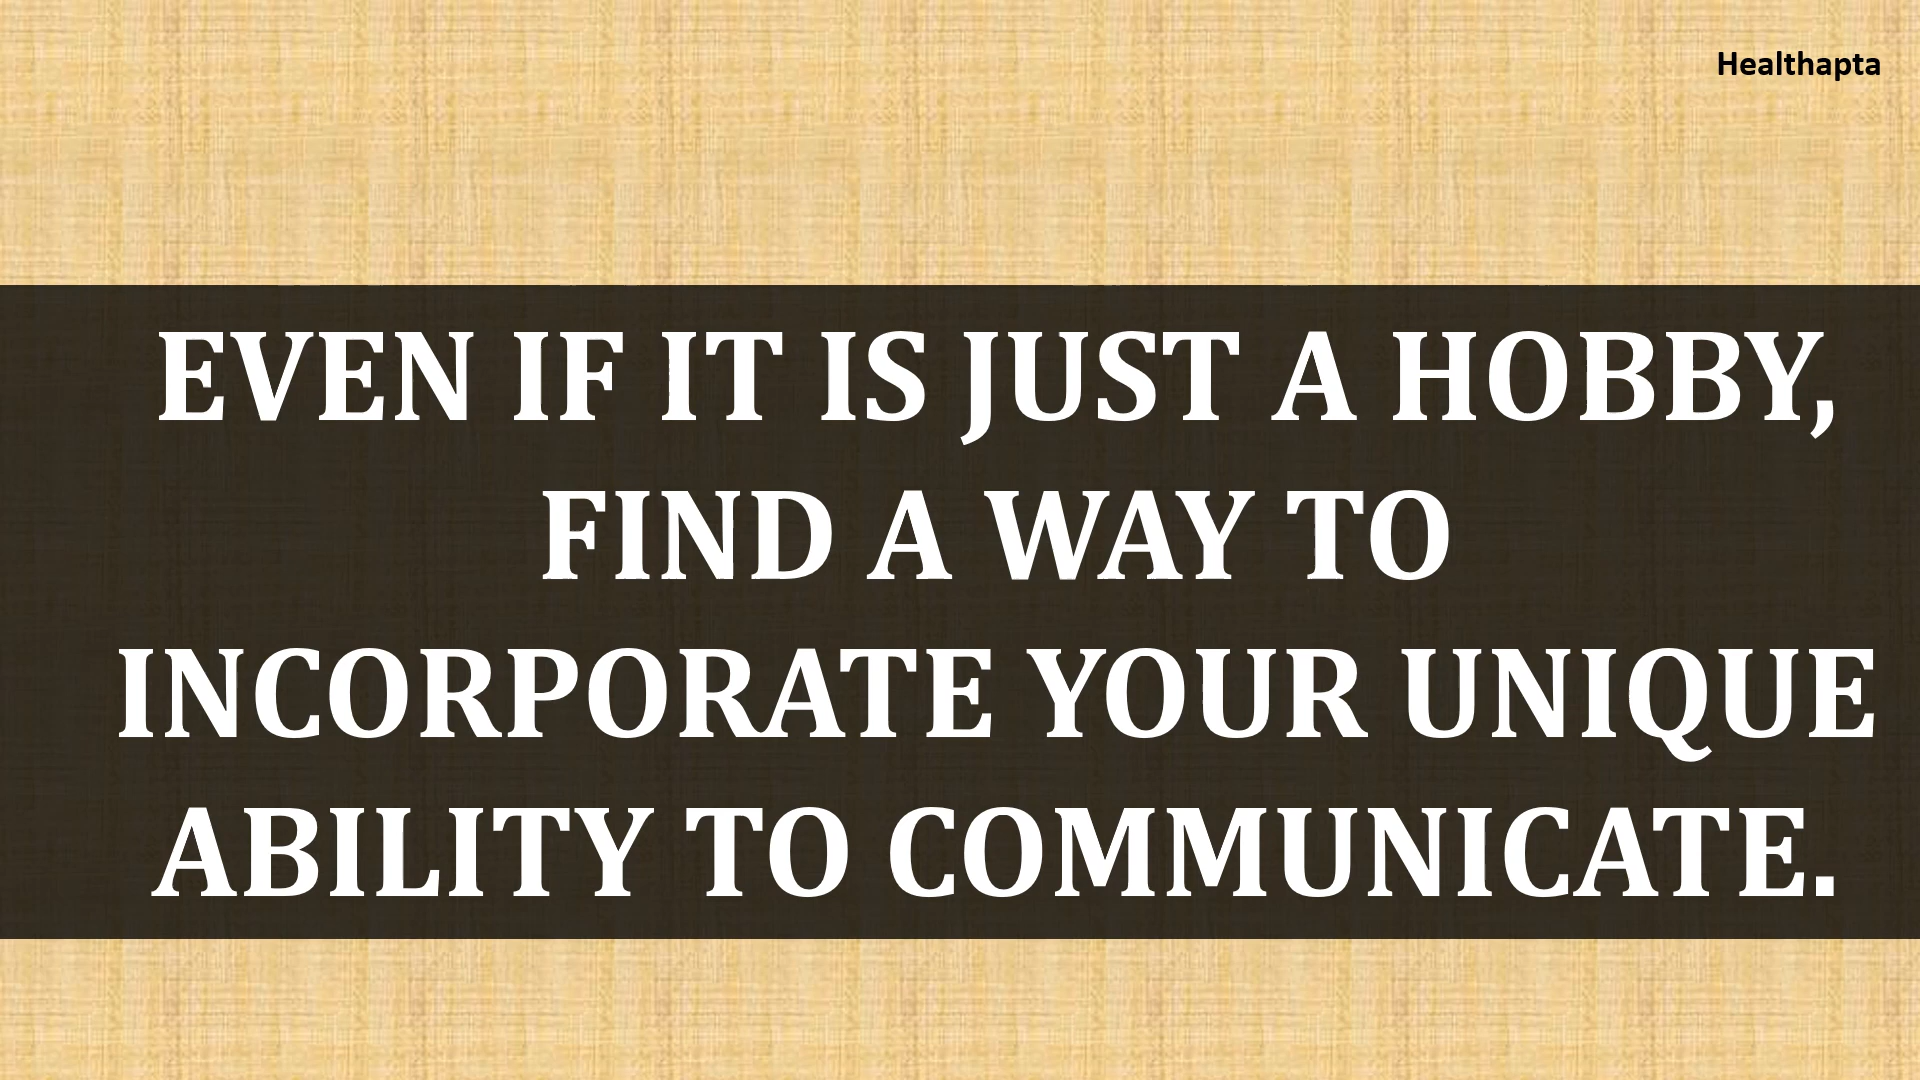 Healthapta
EVEN IF IT IS JUST A HOBBY,
FIND A WAY TO
INCORPORATE YOUR UNIQUE
ABILITY TO COMMUNICATE.